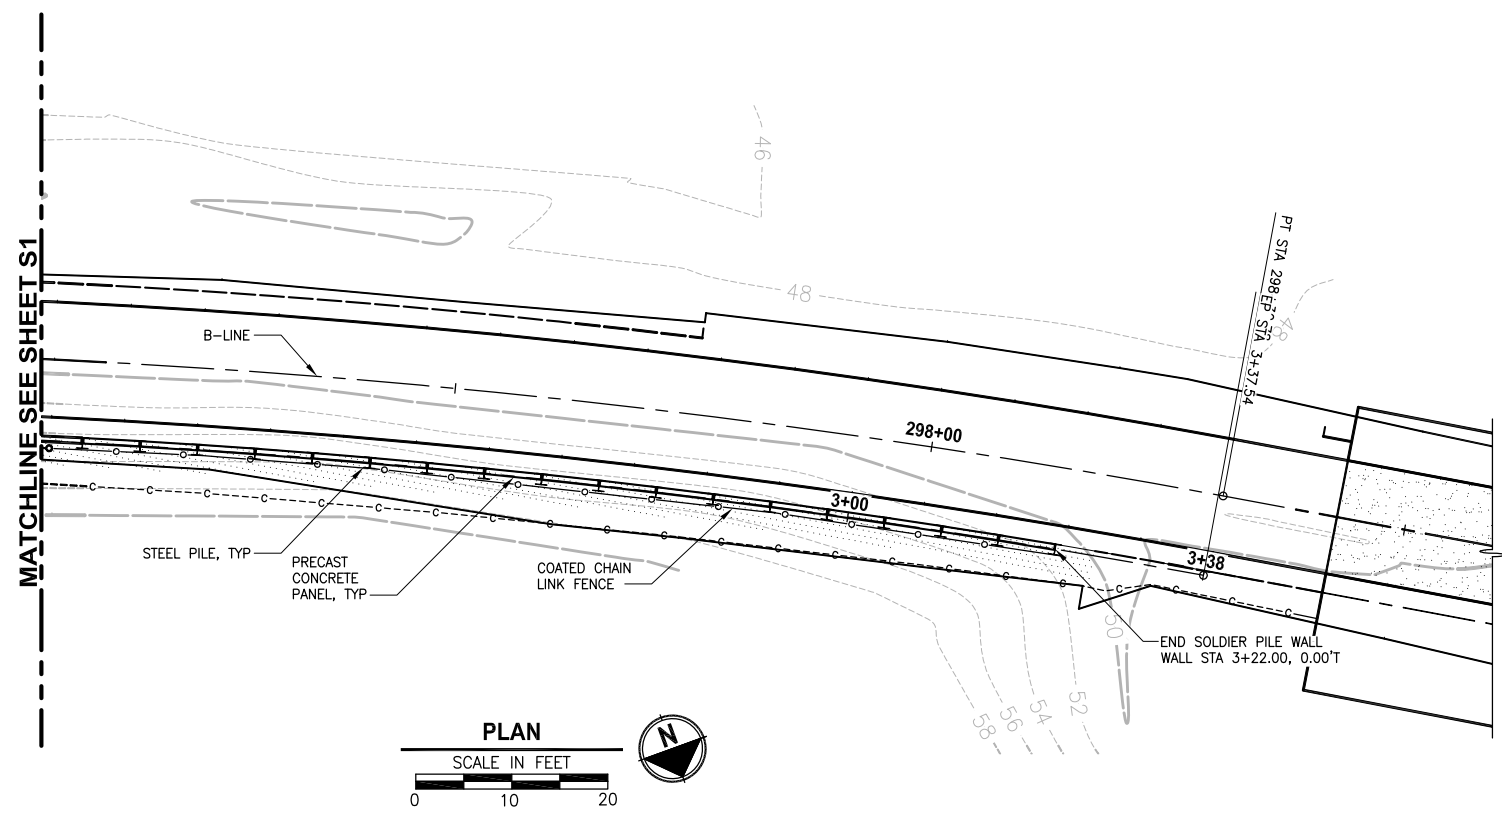 MATCHLINE SEE SHEET S1
46
48
48
PT STA 298
EP STA 3+37.54
B-LINE
298+00
3+00
3+38
STEEL PILE, TYP
PRECAST
CONCRETE
PANEL, TYP
COATED CHAIN
LINK FENCE
C C C C C C C C C C C C C C C C C C C C C C
50
END SOLDIER PILE WALL
WALL STA 3+22.00, 0.00'T
58
56
54
52
PLAN
SCALE IN FEET
0 10 20
N